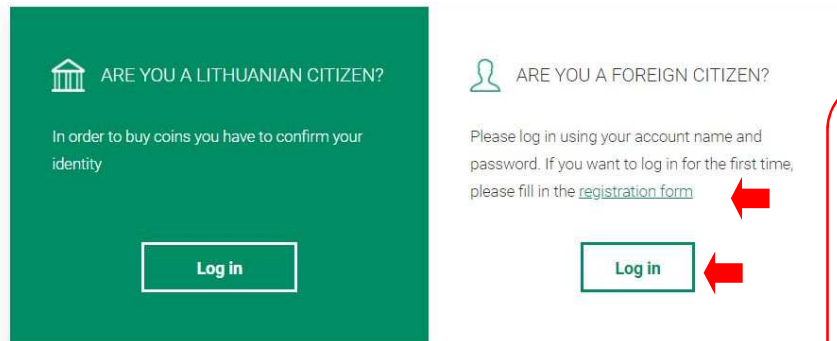 ARE YOU A LITHUANIAN CITIZEN?
In order to buy coins you have to confirm your
identity
Log in
ARE YOU A FOREIGN CITIZEN?
Please log in using your account name and
password. If you want to log in for the first time,
please fill in the registration form
Log in